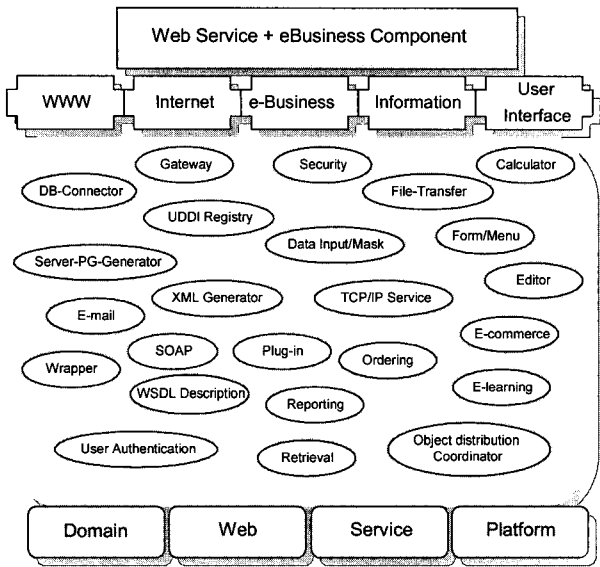 Web Service + eBusiness Component
WWW
Internet
e-Business
Information
User
Interface
Gateway
Security
Calculator
DB-Connector
File-Transfer
UDDI Registry
Data Input/Mask
Form/Menu
Server-PG-Generator
Editor
XML Generator
TCP/IP Service
E-mail
E-commerce
SOAP
Plug-in
Ordering
Wrapper
E-learning
WSDL Description
Reporting
User Authentication
Retrieval
Object distribution
Coordinator
Domain
Web
Service
Platform